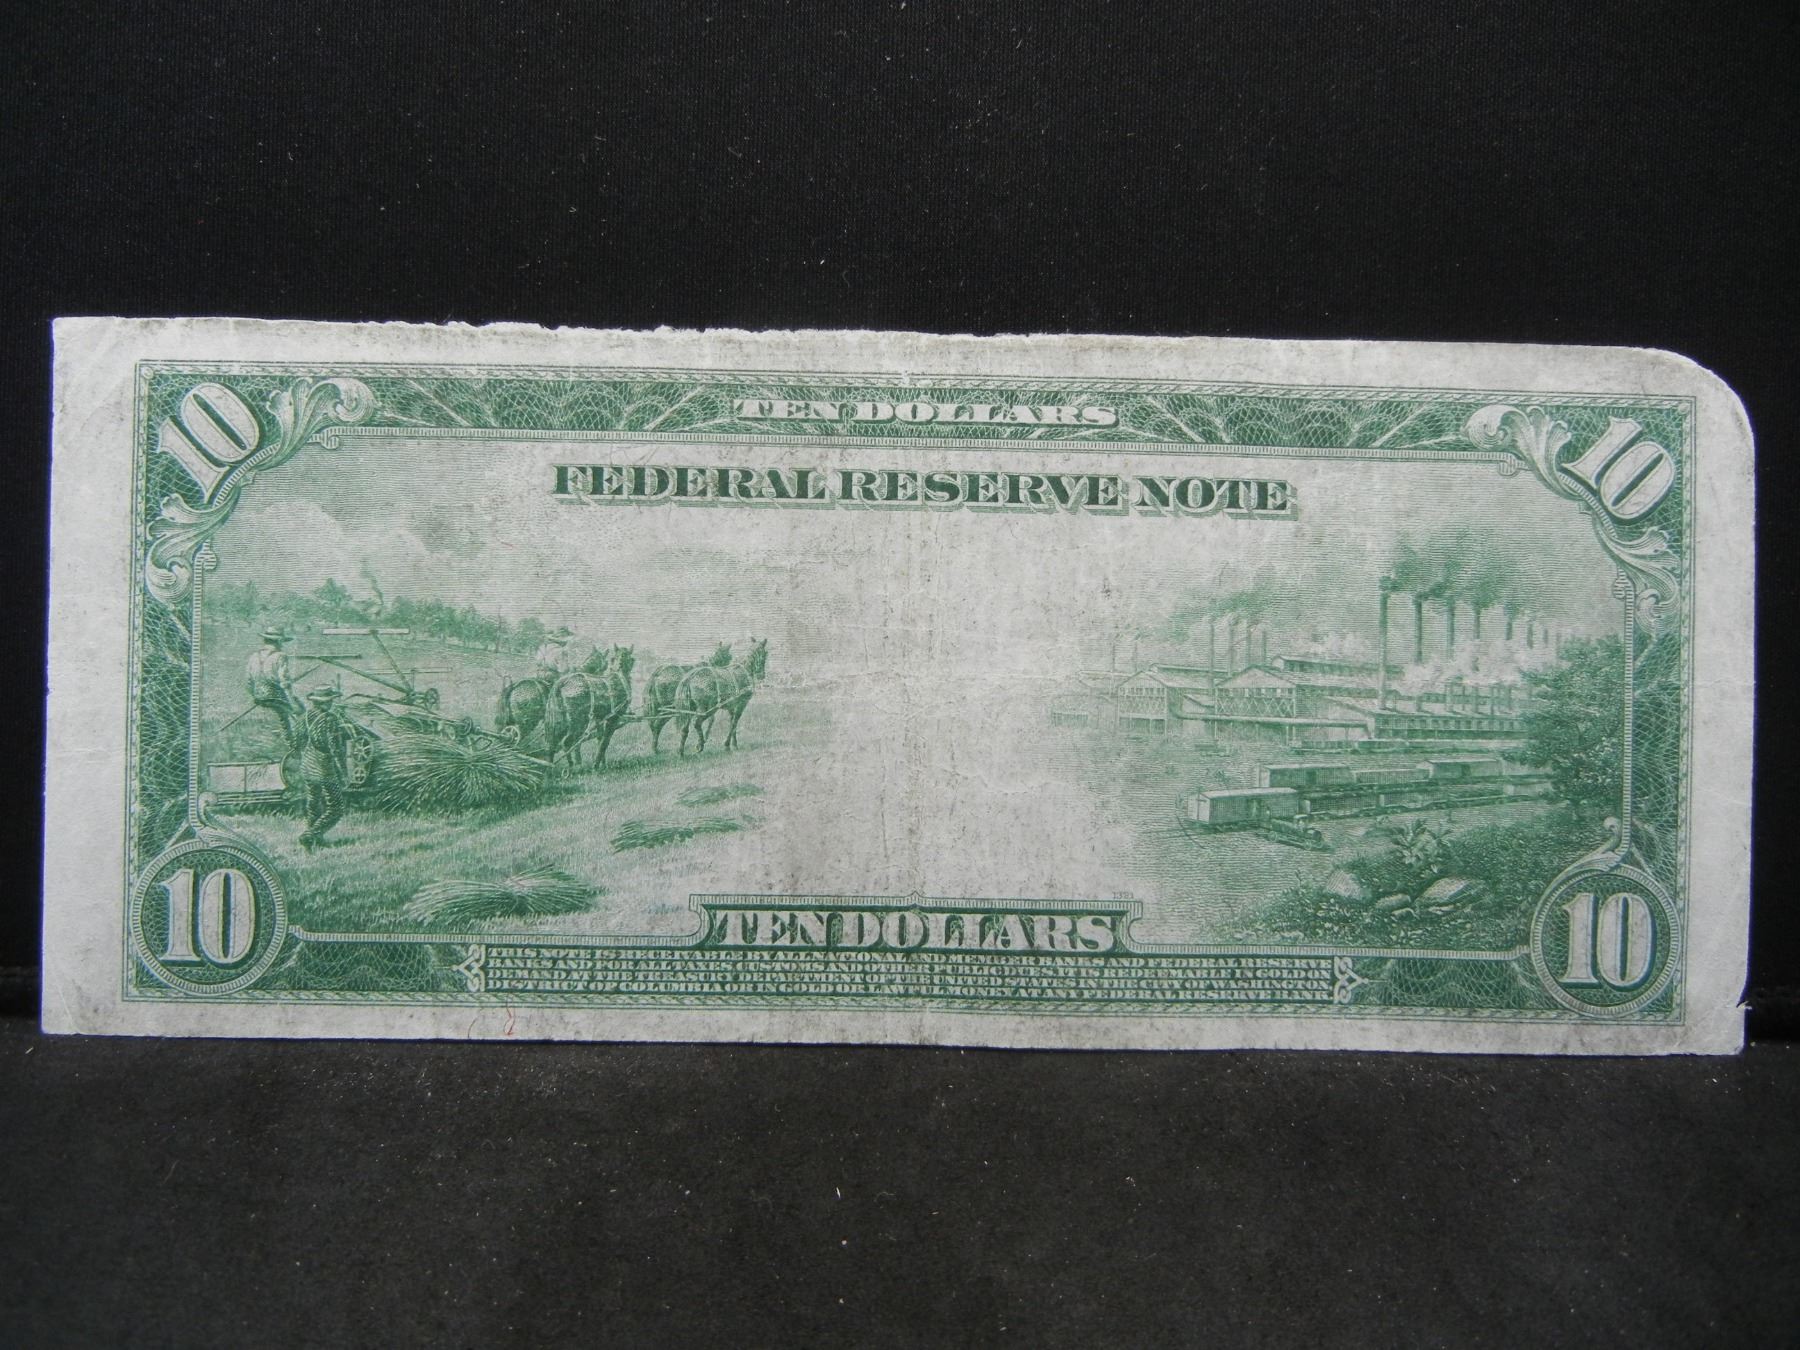 10 TEN DOLLARS 10
FEDERAL RESERVE NOTE
1321
10 TEN DOLLARS 10
THIS NOTE IS RECEIVABLE BY ALL NATIONAL AND MEMBER BANKS AND FEDERAL RESERVE
BANKS AND FOR ALL TAXES, CUSTOMS AND OTHER PUBLIC DUES. IT IS REDEEMABLE IN GOLD ON
DEMAND AT THE TREASURY DEPARTMENT OF THE UNITED STATES IN THE CITY OF WASHINGTON,
DISTRICT OF COLUMBIA OR IN GOLD OR LAWFUL MONEY AT ANY FEDERAL RESERVE BANK.